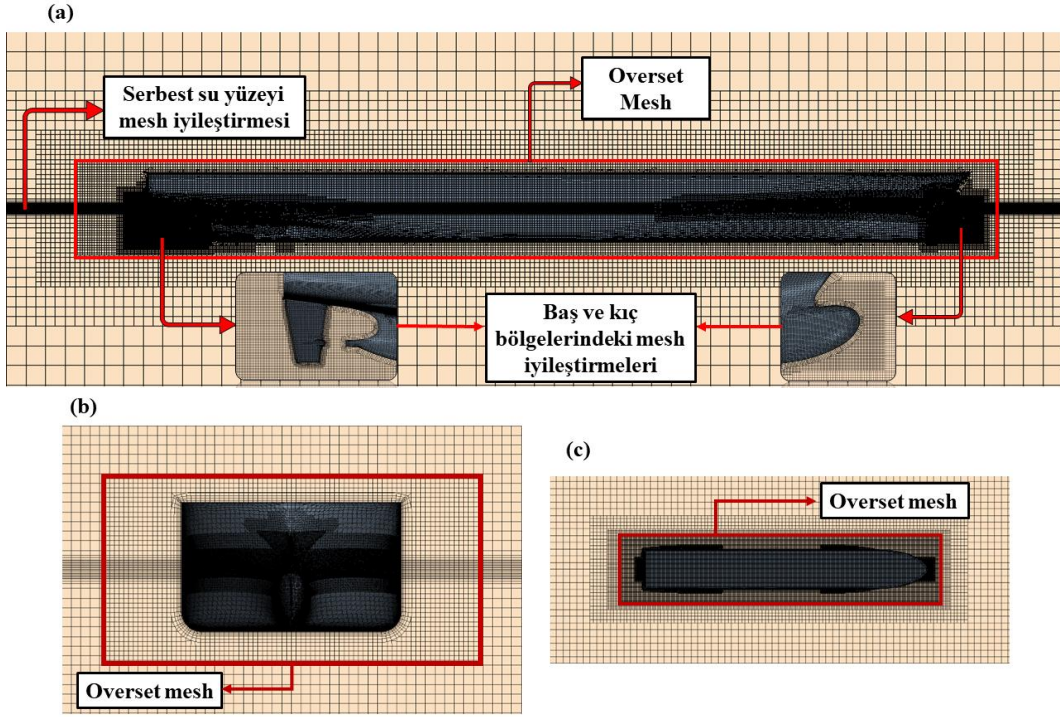 (a)
Serbest su yüzeyi
mesh iyileştirmesi
Overset
Mesh
Baş ve kıç
bölgelerindeki mesh
iyileştirmeleri
(b)
Overset mesh
(c)
Overset mesh